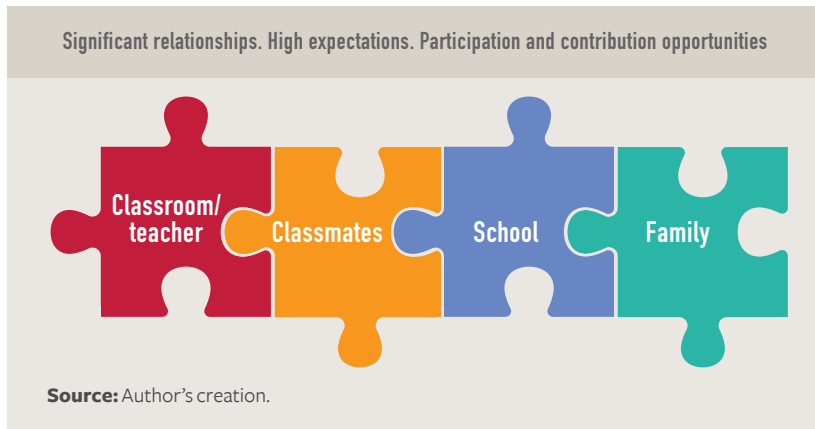 Significant relationships. High expectations. Participation and contribution opportunities
Classroom/
teacher
Classmates
School
Family
Source: Author's creation.